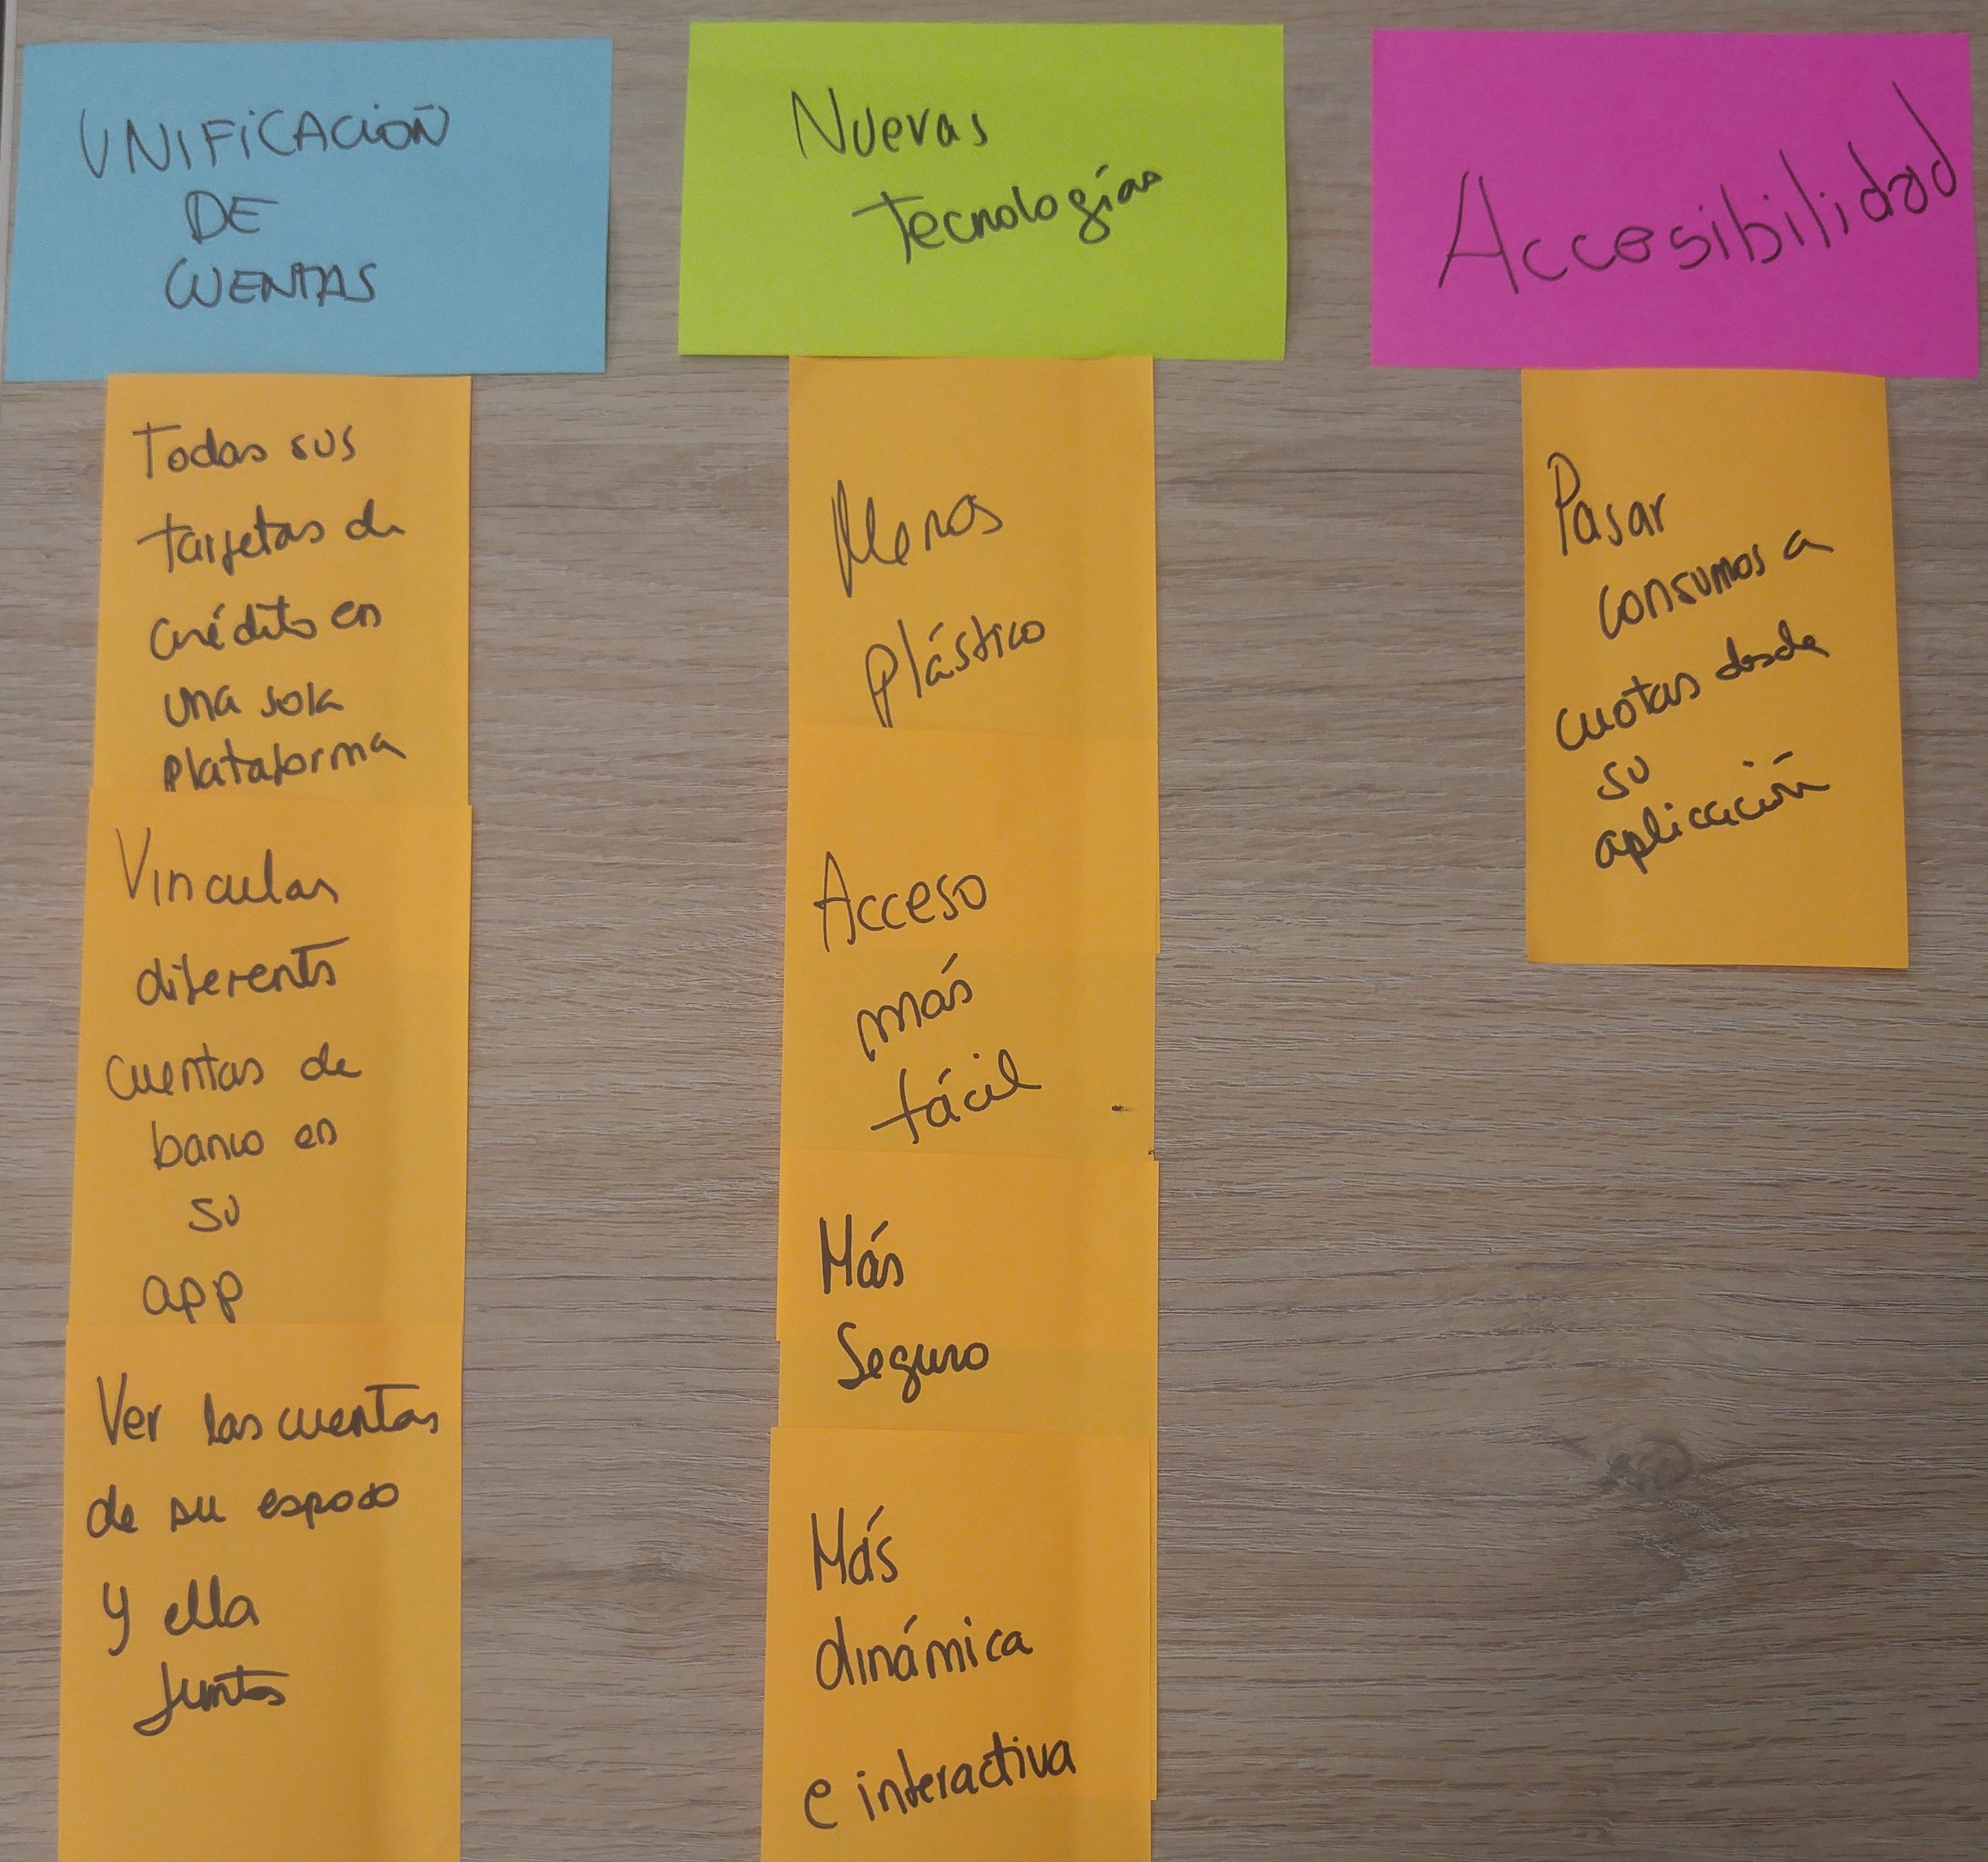 UNIFICACIÓN
DE
CUENTAS
Todas sus
tarjetas de
crédito en
una sola
plataforma
Vincular
diferentes
cuentas de
banco en
su
app
Ver las cuentas
de su esposo
y ella
juntos
Nuevas
Tecnologías
Menos
plástico
Acceso
más
fácil
Más
Seguro
Más
dinámica
e interactiva
Accesibilidad
Pasar
consumos a
cuotas desde
su
aplicación